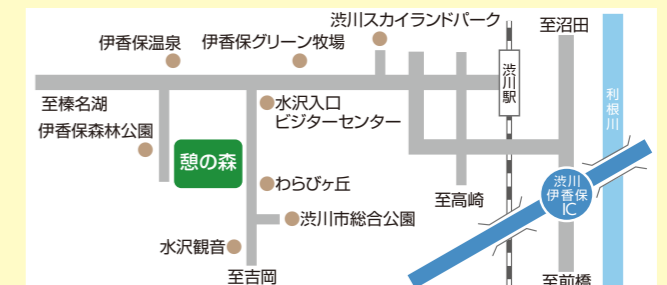 渋川スカイランドパーク
至沼田
伊香保温泉
伊香保グリーン牧場
渋川駅
至榛名湖
水沢入口
ビジターセンター
利根川
伊香保森林公園
憩の森
わらびヶ丘
至高崎
渋川
伊香保
IC
渋川市総合公園
水沢観音
至吉岡
至前橋